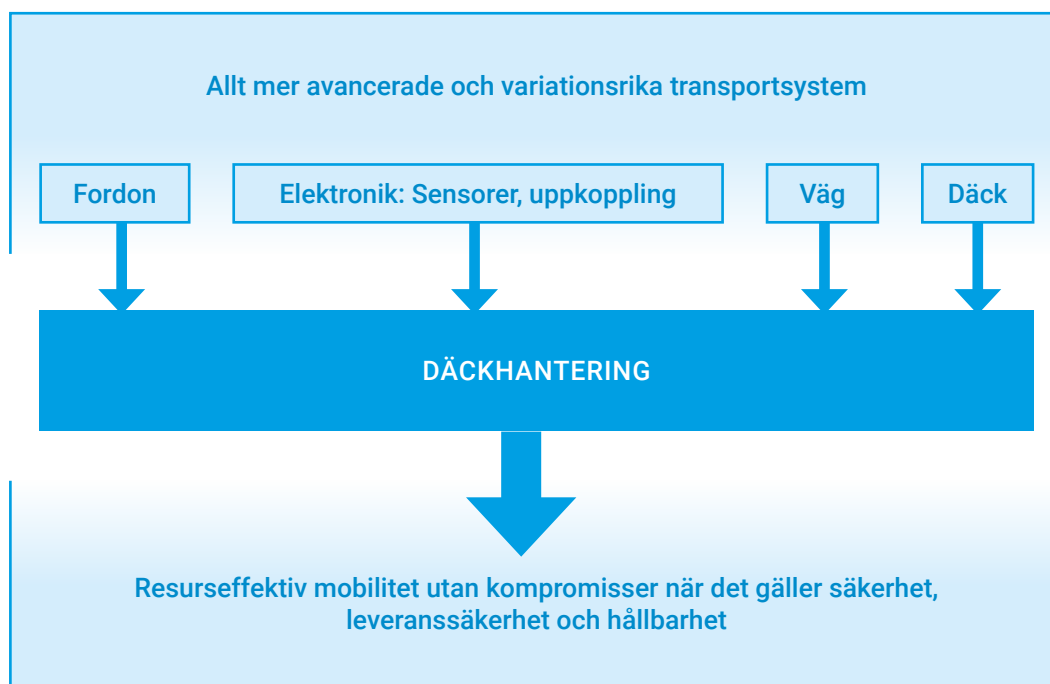 Allt mer avancerade och variationsrika transportsystem
Fordon
Elektronik: Sensorer, uppkoppling
Väg
Däck
DÄCKHANTERING
Resurseffektiv mobilitet utan kompromisser när det gäller säkerhet,
leveranssäkerhet och hållbarhet